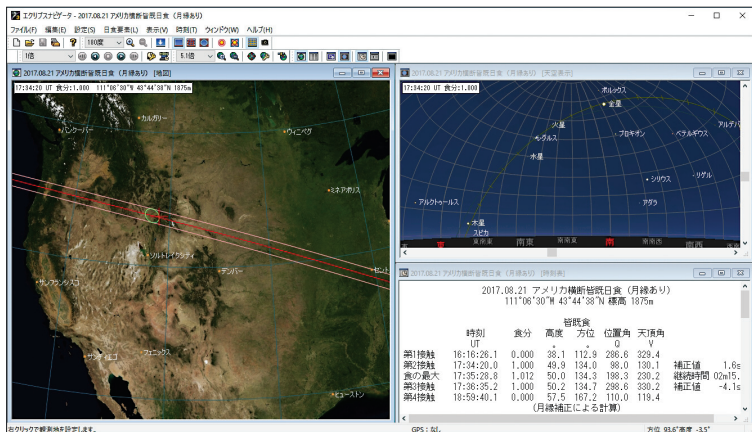 エクリプスナビゲータ - 2017.08.21 アメリカ横断皆既日食（月縁あり）
ファイル(F) 編集(E) 設定(S) 日食要素(L) 表示(V) 時刻(T) ウィンドウ(W) ヘルプ(H)
180度
1倍 5.1倍
2017.08.21 アメリカ横断皆既日食（月縁あり） [地図]
17:34:20 UT 食分:1.000 111°06'30"W 43°44'38"N 1875m
カルガリー
バンクーバー
ウィニペグ
ミネアポリス
ソルトレイクシティ
デンバー
セント
サンフランシスコ
サンディエゴ
フェニックス
ヒューストン
2017.08.21 アメリカ横断皆既日食（月縁あり） [天空表示]
17:34:20 UT 食分:1.000
ポルックス
金星
アルデバ
火星
レグルス
プロキオン
ベテルギウス
水星
シリウス
リゲル
アルクトゥールス
アダラ
木星
スピカ
東 東南東 南東 南南東 南 南南西 南西
2017.08.21 アメリカ横断皆既日食（月縁あり） [時刻表]
2017.08.21 アメリカ横断皆既日食（月縁あり）
111°06'30"W 43°44'38"N 標高 1875m
皆既食
時刻 食分 高度 方位 位置角 天頂角
UT ° ° Q V
第1接触 16:16:26.1 0.000 38.1 112.9 286.6 329.4
第2接触 17:34:20.0 1.000 49.9 134.0 98.0 130.1 補正値 1.6s
食の最大 17:35:28.8 1.012 50.0 134.3 198.3 230.2 継続時間 02m15.
第3接触 17:36:35.2 1.000 50.2 134.7 298.6 330.2 補正値 -4.1s
第4接触 18:59:40.1 0.000 57.5 167.2 110.0 119.4
(月縁補正による計算)
右クリックで観測地を設定します。 GPS：なし。 方位 93.6°高度 -3.5°